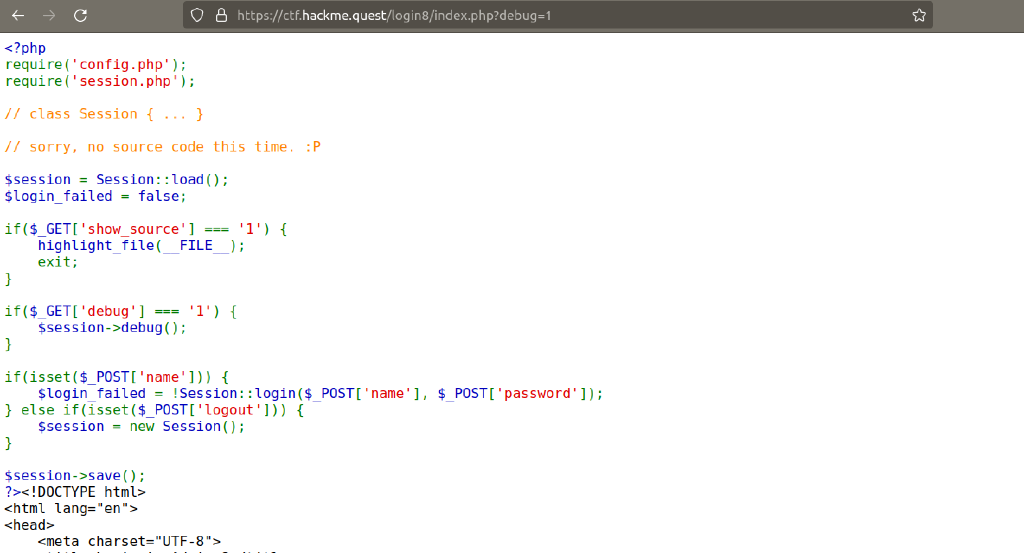 https://ctf.hackme.quest/login8/index.php?debug=1
<?php
require('config.php');
require('session.php');
// class Session { ... }
// sorry, no source code this time. :P
$session = Session::load();
$login_failed = false;
if($_GET['show_source'] === '1') {
    highlight_file(__FILE__);
    exit;
}
if($_GET['debug'] === '1') {
    $session->debug();
}
if(isset($_POST['name'])) {
    $login_failed = !Session::login($_POST['name'], $_POST['password']);
} else if(isset($_POST['logout'])) {
    $session = new Session();
}
$session->save();
?><!DOCTYPE html>
<html lang="en">
<head>
    <meta charset="UTF-8">